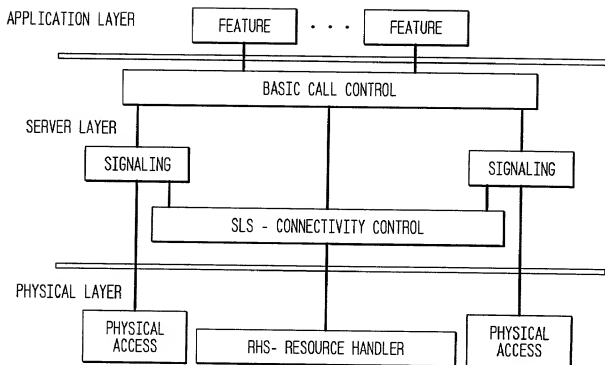 APPLICATION LAYER
FEATURE . . . FEATURE
BASIC CALL CONTROL
SERVER LAYER
SIGNALING
SIGNALING
SLS - CONNECTIVITY CONTROL
PHYSICAL LAYER
PHYSICAL
ACCESS
RHS- RESOURCE HANDLER
PHYSICAL
ACCESS